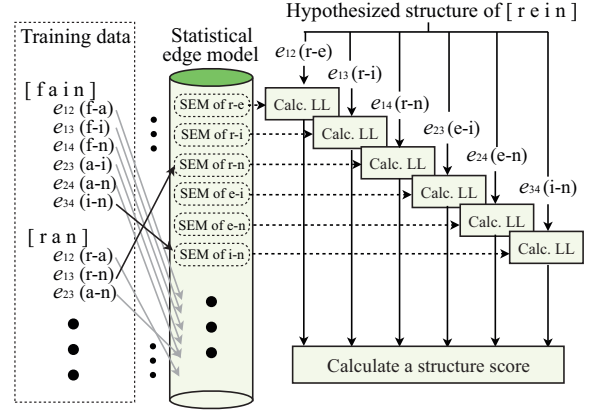 Training data
[ f a i n ]
e12 (f-a)
e13 (f-i)
e14 (f-n)
e23 (a-i)
e24 (a-n)
e34 (i-n)
[ r a n ]
e12 (r-a)
e13 (r-n)
e23 (a-n)
Statistical
edge model
SEM of r-e
SEM of r-i
SEM of r-n
SEM of e-i
SEM of e-n
SEM of i-n
Hypothesized structure of [ r e i n ]
e12 (r-e)
e13 (r-i)
e14 (r-n)
e23 (e-i)
e24 (e-n)
e34 (i-n)
Calc. LL
Calc. LL
Calc. LL
Calc. LL
Calc. LL
Calc. LL
Calculate a structure score